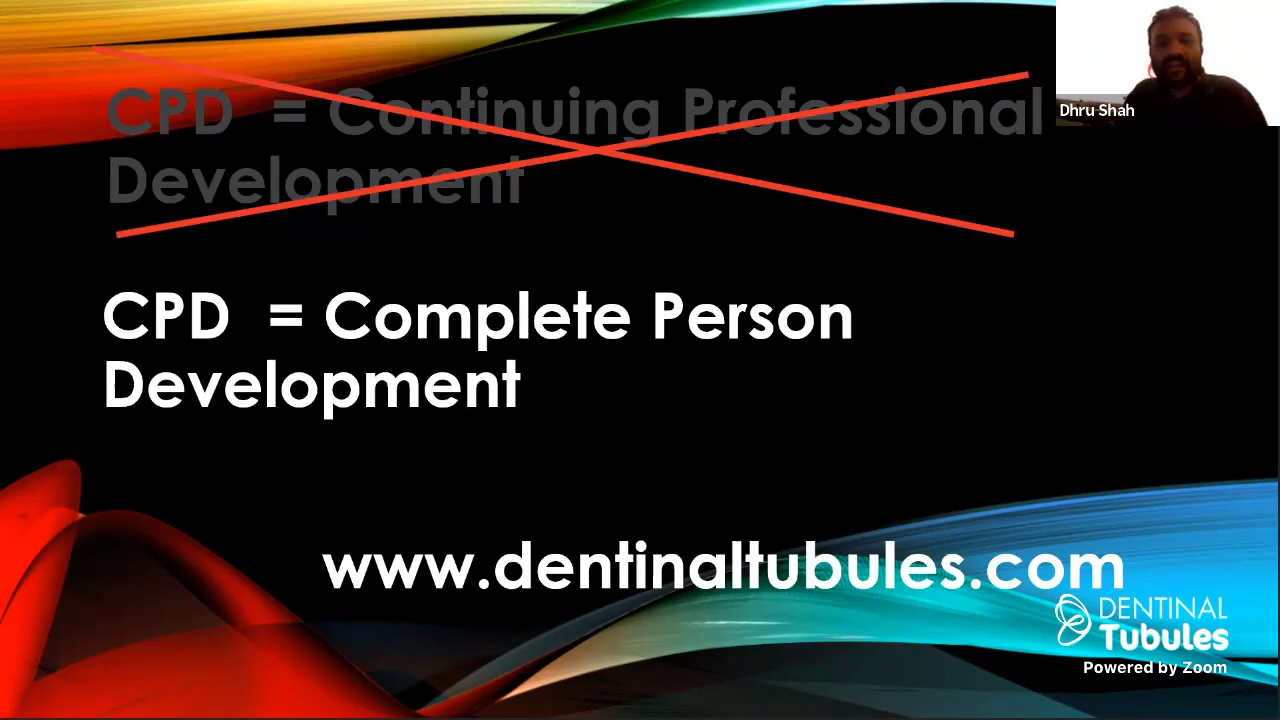 CPD = Continuing Professional
Development
Dhru Shah
CPD = Complete Person
Development
www.dentinaltubules.com
DENTINAL
Tubules
Powered by Zoom